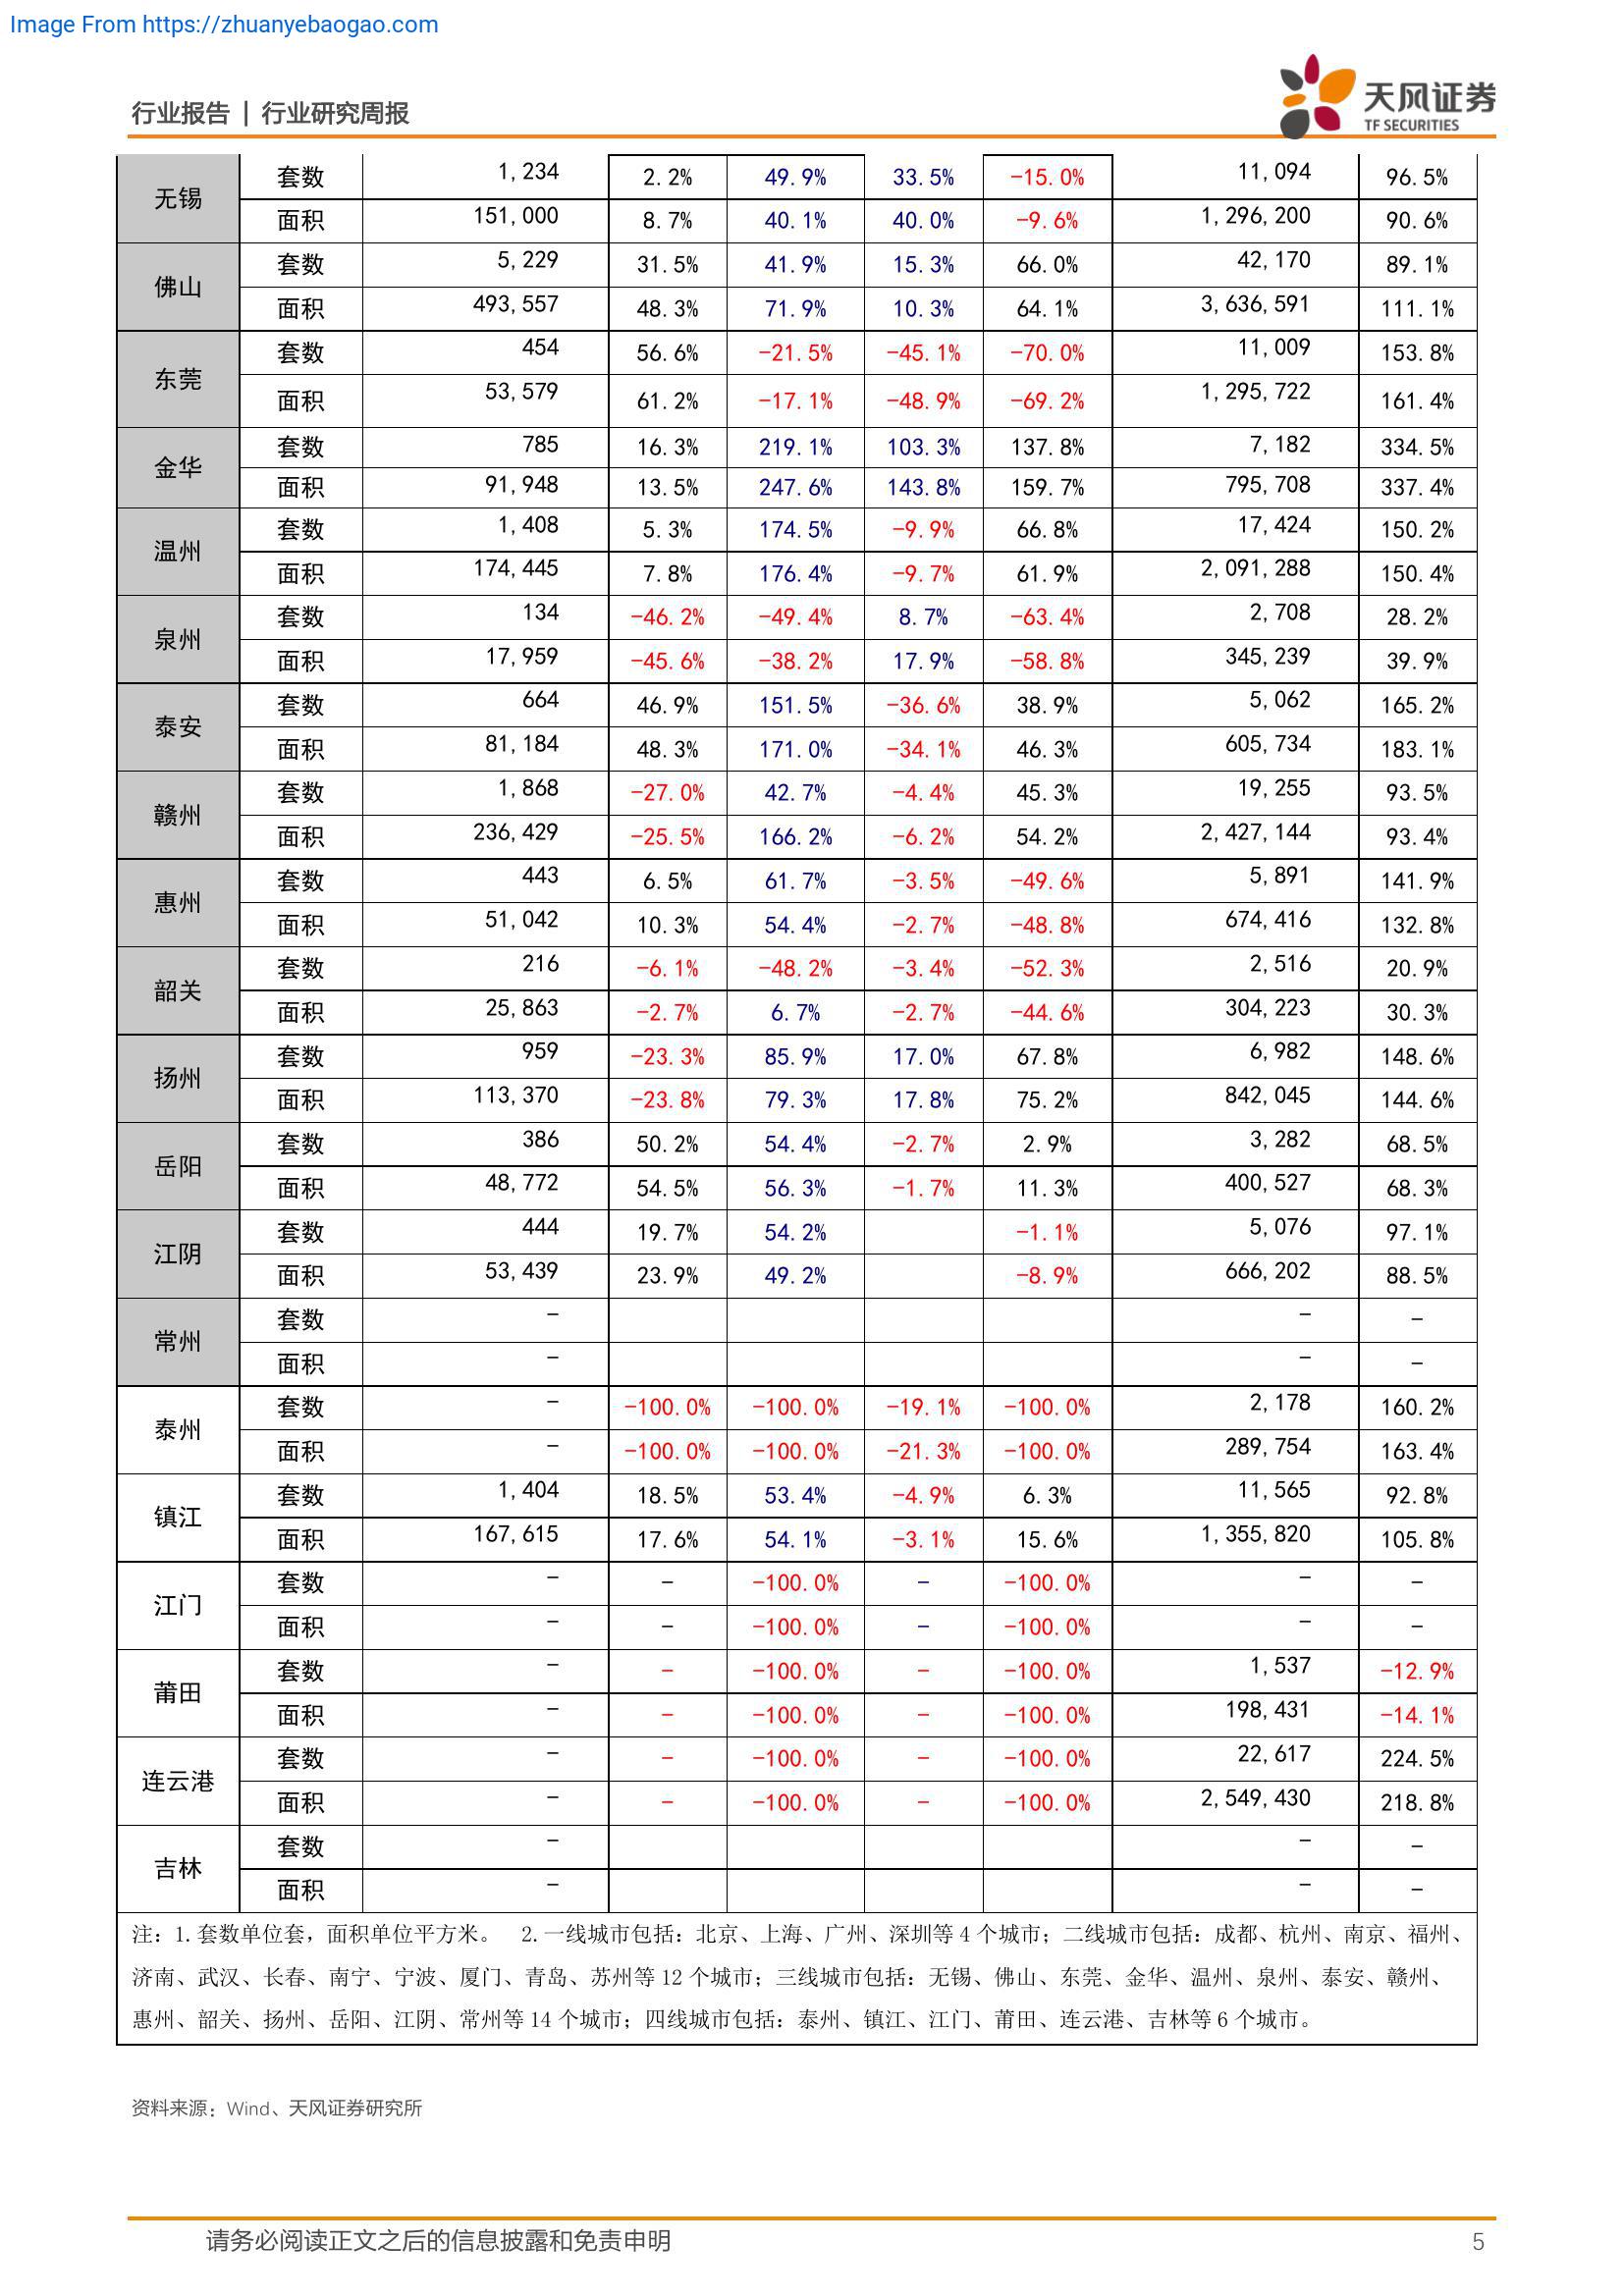 Image From https://zhuanyebaogao.com
行业报告 | 行业研究周报
天风证券
TF SECURITIES
无锡 套数 1,234 2.2% 49.9% 33.5% -15.0% 11,094 96.5%
面积 151,000 8.7% 40.1% 40.0% -9.6% 1,296,200 90.6%
佛山 套数 5,229 31.5% 41.9% 15.3% 66.0% 42,170 89.1%
面积 493,557 48.3% 71.9% 10.3% 64.1% 3,636,591 111.1%
东莞 套数 454 56.6% -21.5% -45.1% -70.0% 11,009 153.8%
面积 53,579 61.2% -17.1% -48.9% -69.2% 1,295,722 161.4%
金华 套数 785 16.3% 219.1% 103.3% 137.8% 7,182 334.5%
面积 91,948 13.5% 247.6% 143.8% 159.7% 795,708 337.4%
温州 套数 1,408 5.3% 174.5% -9.9% 66.8% 17,424 150.2%
面积 174,445 7.8% 176.4% -9.7% 61.9% 2,091,288 150.4%
泉州 套数 134 -46.2% -49.4% 8.7% -63.4% 2,708 28.2%
面积 17,959 -45.6% -38.2% 17.9% -58.8% 345,239 39.9%
泰安 套数 664 46.9% 151.5% -36.6% 38.9% 5,062 165.2%
面积 81,184 48.3% 171.0% -34.1% 46.3% 605,734 183.1%
赣州 套数 1,868 -27.0% 42.7% -4.4% 45.3% 19,255 93.5%
面积 236,429 -25.5% 166.2% -6.2% 54.2% 2,427,144 93.4%
惠州 套数 443 6.5% 61.7% -3.5% -49.6% 5,891 141.9%
面积 51,042 10.3% 54.4% -2.7% -48.8% 674,416 132.8%
韶关 套数 216 -6.1% -48.2% -3.4% -52.3% 2,516 20.9%
面积 25,863 -2.7% 6.7% -2.7% -44.6% 304,223 30.3%
扬州 套数 959 -23.3% 85.9% 17.0% 67.8% 6,982 148.6%
面积 113,370 -23.8% 79.3% 17.8% 75.2% 842,045 144.6%
岳阳 套数 386 50.2% 54.4% -2.7% 2.9% 3,282 68.5%
面积 48,772 54.5% 56.3% -1.7% 11.3% 400,527 68.3%
江阴 套数 444 19.7% 54.2% -1.1% 5,076 97.1%
面积 53,439 23.9% 49.2% -8.9% 666,202 88.5%
常州 套数 - - -
面积 - - -
泰州 套数 - -100.0% -100.0% -19.1% -100.0% 2,178 160.2%
面积 - -100.0% -100.0% -21.3% -100.0% 289,754 163.4%
镇江 套数 1,404 18.5% 53.4% -4.9% 6.3% 11,565 92.8%
面积 167,615 17.6% 54.1% -3.1% 15.6% 1,355,820 105.8%
江门 套数 - - -100.0% - -100.0% - -
面积 - - -100.0% - -100.0% - -
莆田 套数 - - -100.0% - -100.0% 1,537 -12.9%
面积 - - -100.0% - -100.0% 198,431 -14.1%
连云港 套数 - - -100.0% - -100.0% 22,617 224.5%
面积 - - -100.0% - -100.0% 2,549,430 218.8%
吉林 套数 - - -
面积 - - -
注：1.套数单位套，面积单位平方米。 2.一线城市包括：北京、上海、广州、深圳等 4 个城市；二线城市包括：成都、杭州、南京、福州、
济南、武汉、长春、南宁、宁波、厦门、青岛、苏州等 12 个城市；三线城市包括：无锡、佛山、东莞、金华、温州、泉州、泰安、赣州、
惠州、韶关、扬州、岳阳、江阴、常州等 14 个城市；四线城市包括：泰州、镇江、江门、莆田、连云港、吉林等 6 个城市。
资料来源：Wind、天风证券研究所
请务必阅读正文之后的信息披露和免责申明 5